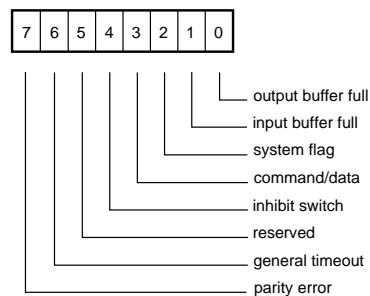 7 6 5 4 3 2 1 0
output buffer full
input buffer full
system flag
command/data
inhibit switch
reserved
general timeout
parity error